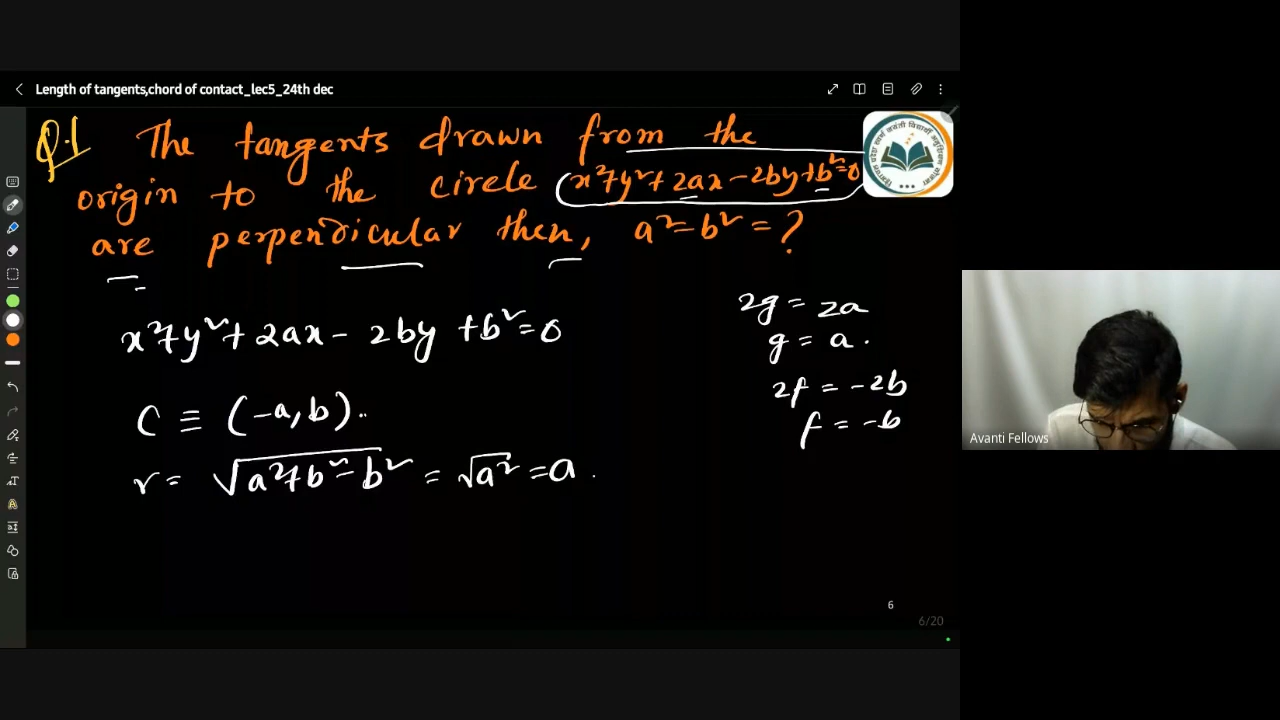 Length of tangents,chord of contact_lec5_24th dec
Q.1 The tangents drawn from the
origin to the circle x²+y²+2ax-2by+b²=0
are perpendicular then, a²-b²=?
x²+y²+2ax-2by+b²=0
2g = 2a
g = a.
2f = -2b
f = -b
C ≡ (-a,b)..
r = √a²+b²-b² = √a² = a.
6
6/20
Avanti Fellows